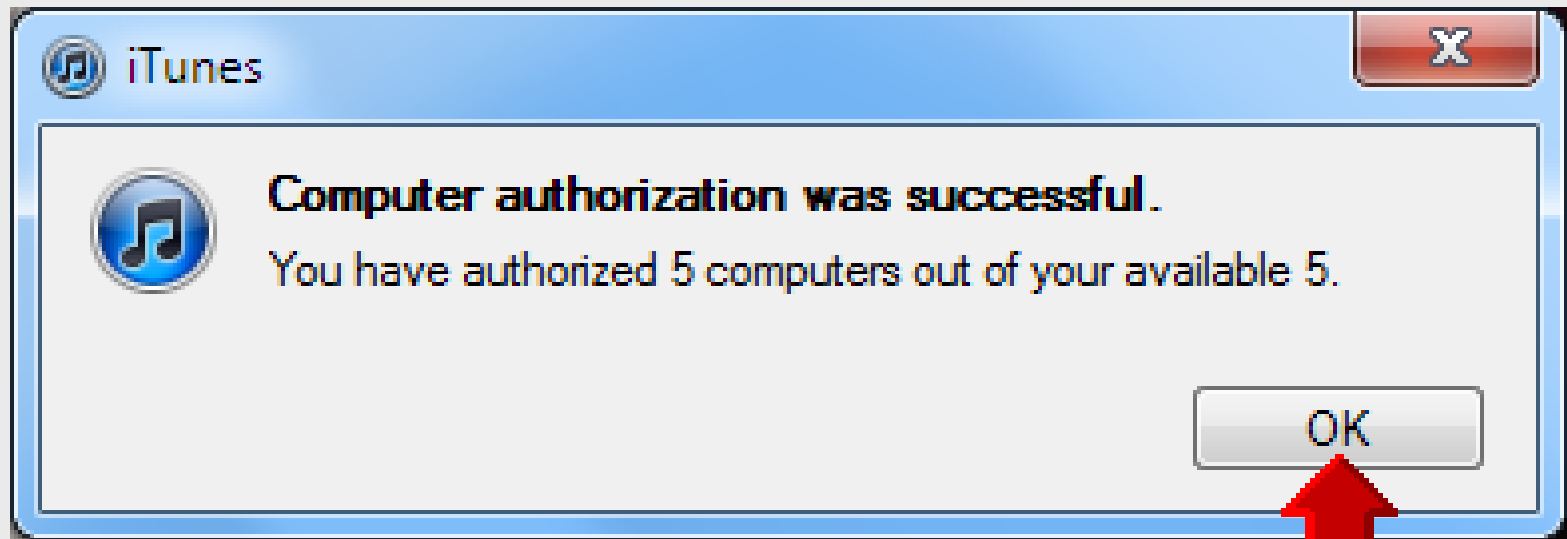 iTunes
Computer authorization was successful.
You have authorized 5 computers out of your available 5.
OK